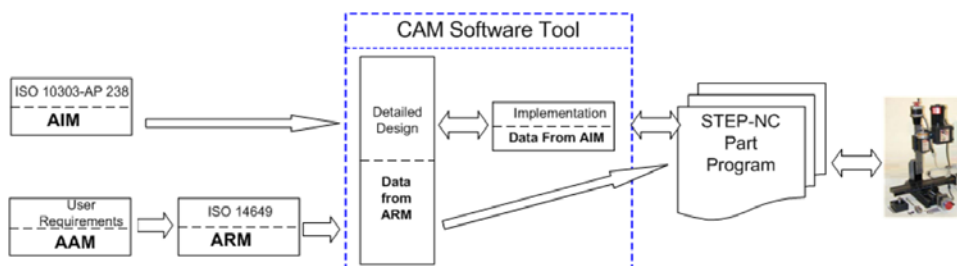 CAM Software Tool
ISO 10303-AP 238
AIM
User
Requirements
AAM
ISO 14649
ARM
Detailed
Design
Data
from
ARM
Implementation
Data From AIM
STEP-NC
Part
Program